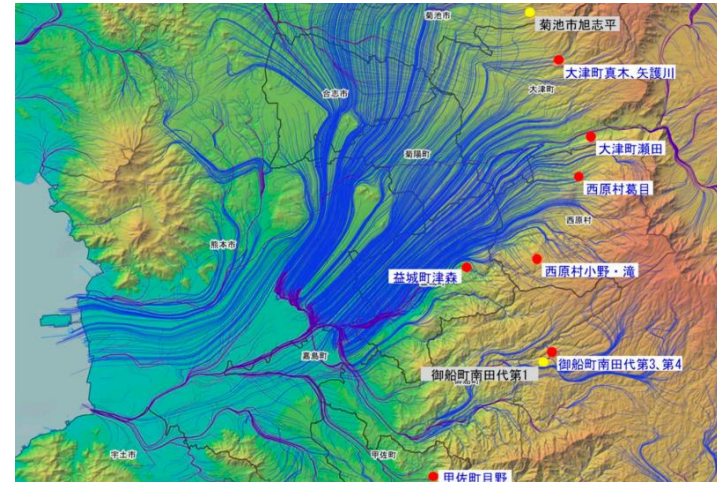 菊池市
菊池市旭志平
大津町真木、矢護川
合志市
大津町
大津町瀬田
菊陽町
西原村葛目
西原村
熊本市
西原村小野・滝
益城町津森
嘉島町
御船町南田代第3、第4
御船町南田代第1
御船町
宇土市
甲佐町
甲佐町目野